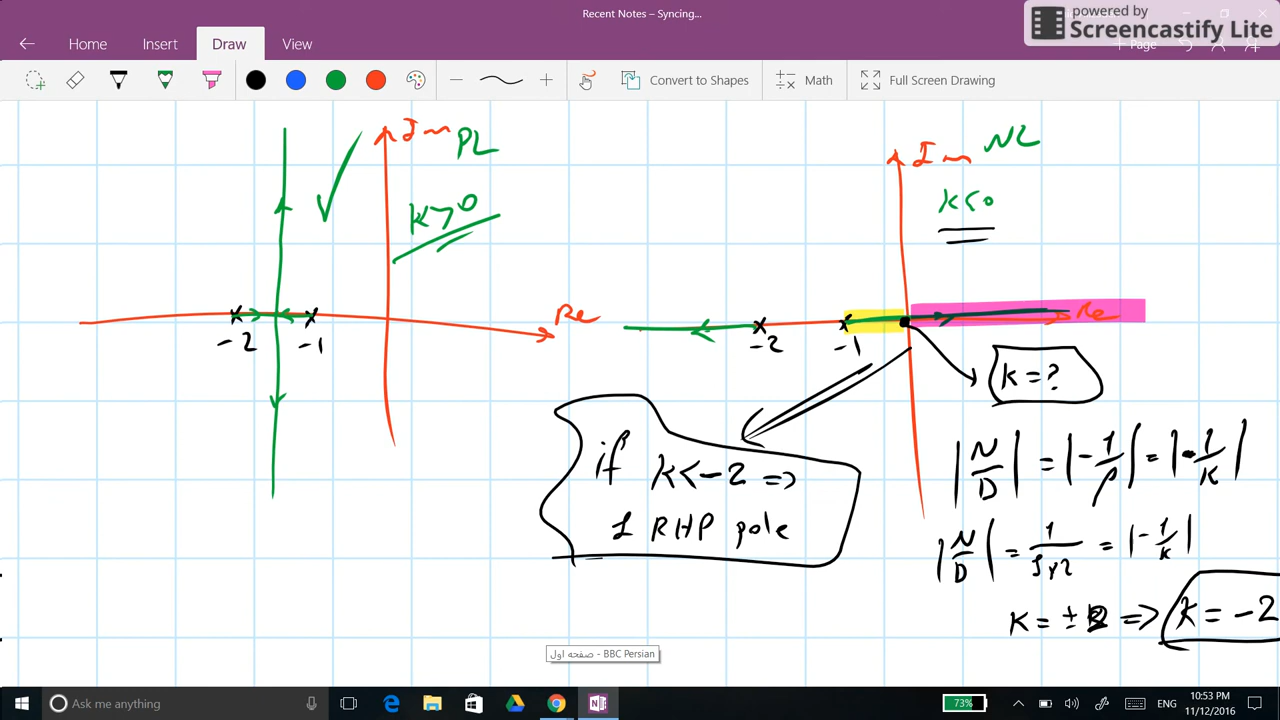 Recent Notes – Syncing...
powered by
Screencastify Lite
Home Insert Draw View
Page
Convert to Shapes
Math
Full Screen Drawing
Im
PL
K>0
Re
-2
-1
Im
NL
K<0
Re
-2
-1
K=?
if K<-2 =>
1 RHP pole
|N/D| = |-1/β| = |-1/K|
|N/D| = 1/1×2 = |-1/K|
K = ±2 => K = -2
صفحه اول - BBC Persian
Ask me anything
73%
ENG
10:53 PM
11/12/2016